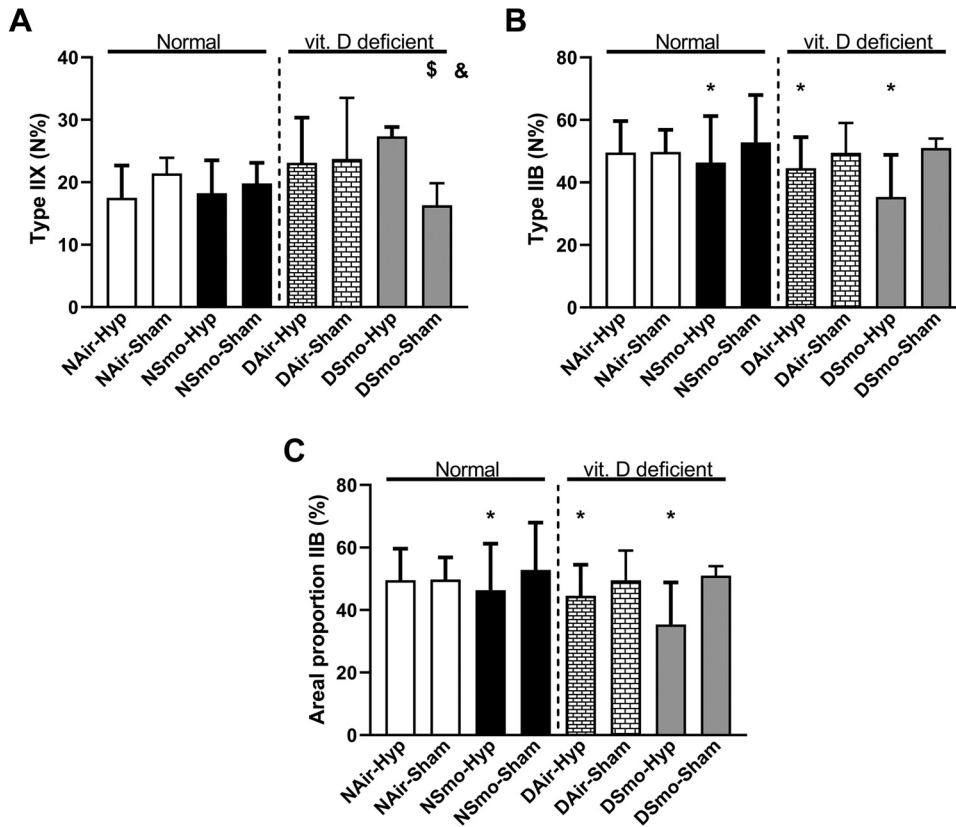 A
Normal
vit. D deficient
$ &
Type IIX (N%)
40
30
20
10
0
NAir-Hyp
NAir-Sham
NSmo-Hyp
NSmo-Sham
DAir-Hyp
DAir-Sham
DSmo-Hyp
DSmo-Sham
B
Normal
vit. D deficient
* * *
Type IIB (N%)
80
60
40
20
0
NAir-Hyp
NAir-Sham
NSmo-Hyp
NSmo-Sham
DAir-Hyp
DAir-Sham
DSmo-Hyp
DSmo-Sham
C
Normal
vit. D deficient
* * *
Areal proportion IIB (%)
80
60
40
20
0
NAir-Hyp
NAir-Sham
NSmo-Hyp
NSmo-Sham
DAir-Hyp
DAir-Sham
DSmo-Hyp
DSmo-Sham